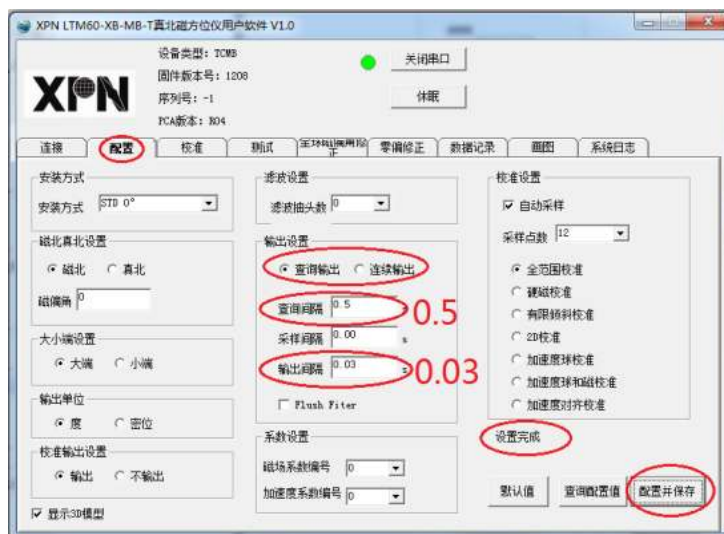 XPN LTM60-XB-MB-T真北磁方位仪用户软件 V1.0
设备类型: TCMB
固件版本号: 1208
序列号: -1
PCA版本: R04
XPN
关闭串口
休眠
连接 配置 校准 测试 零偏修正 数据记录 画图 系统日志
安装方式
安装方式 STD 0°
磁北真北设置
磁北 真北
磁偏角 0
大小端设置
大端 小端
输出单位
度 密位
校准输出设置
输出 不输出
显示3D模型
滤波设置
滤波抽头数 0
输出设置
查询输出 连续输出
查询间隔 0.5 0.5
采样间隔 0.00 s
输出间隔 0.03 s 0.03
Flush Fiter
系数设置
磁场系数编号 0
加速度系数编号 0
校准设置
自动采样
采样点数 12
全范围校准
硬磁校准
有限倾斜校准
2D校准
加速度球校准
加速度球和磁校准
加速度对齐校准
设置完成
默认值 查询配置值 配置并保存